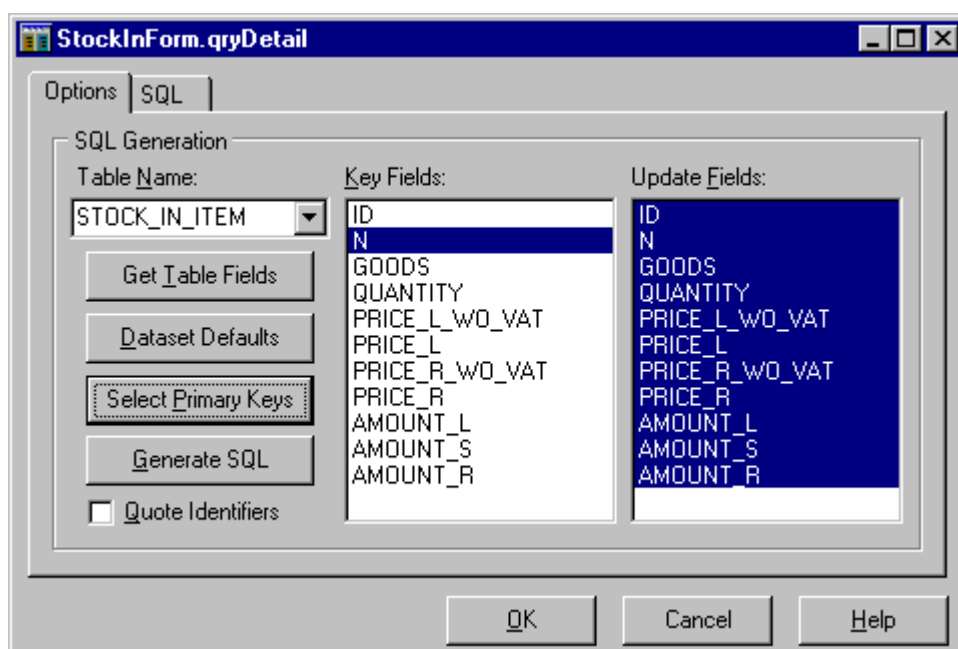 StockInForm.qryDetail
Options SQL
SQL Generation
Table Name: Key Fields: Update Fields:
STOCK_IN_ITEM
Get Table Fields
Dataset Defaults
Select Primary Keys
Generate SQL
Quote Identifiers
ID
N
GOODS
QUANTITY
PRICE_L_WO_VAT
PRICE_L
PRICE_R_WO_VAT
PRICE_R
AMOUNT_L
AMOUNT_S
AMOUNT_R
ID
N
GOODS
QUANTITY
PRICE_L_WO_VAT
PRICE_L
PRICE_R_WO_VAT
PRICE_R
AMOUNT_L
AMOUNT_S
AMOUNT_R
OK Cancel Help